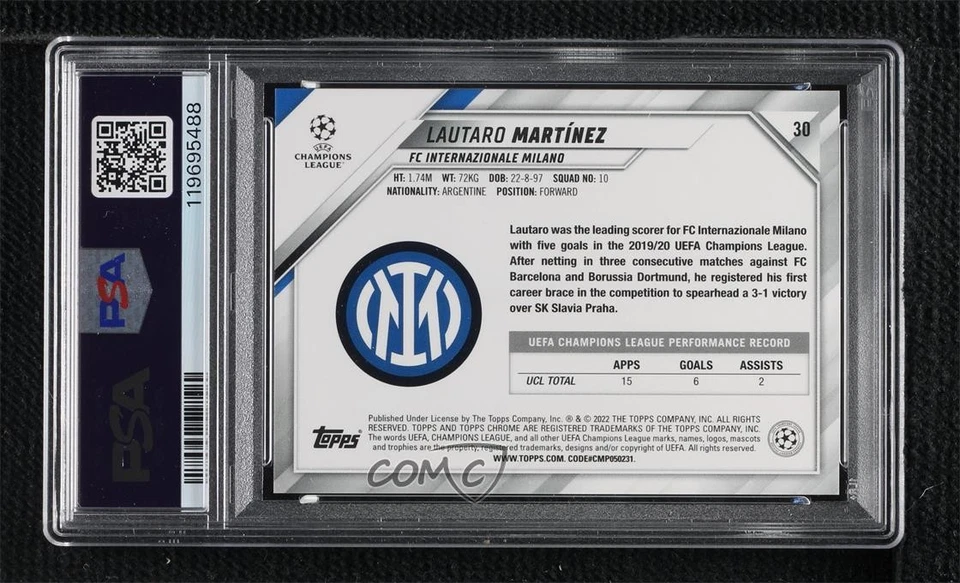 119695488
PSA
PSA
UEFA
CHAMPIONS
LEAGUE
LAUTARO MARTÍNEZ
30
FC INTERNAZIONALE MILANO
HT: 1.74M WT: 72KG DOB: 22-8-97 SQUAD NO: 10
NATIONALITY: ARGENTINE POSITION: FORWARD
Lautaro was the leading scorer for FC Internazionale Milano
with five goals in the 2019/20 UEFA Champions League.
After netting in three consecutive matches against FC
Barcelona and Borussia Dortmund, he registered his first
career brace in the competition to spearhead a 3-1 victory
over SK Slavia Praha.
UEFA CHAMPIONS LEAGUE PERFORMANCE RECORD
APPS GOALS ASSISTS
UCL TOTAL 15 6 2
Topps
Published Under License by The Topps Company, Inc. ® & © 2022 THE TOPPS COMPANY, INC. ALL RIGHTS
RESERVED. TOPPS AND TOPPS CHROME ARE REGISTERED TRADEMARKS OF THE TOPPS COMPANY, INC.
The words UEFA, CHAMPIONS LEAGUE, and all other UEFA Champions League marks, names, logos, mascots
and trophies are the property, registered trademarks, designs and/or copyright of UEFA. All rights reserved.
WWW.TOPPS.COM. CODE#CMP050231.
COMC